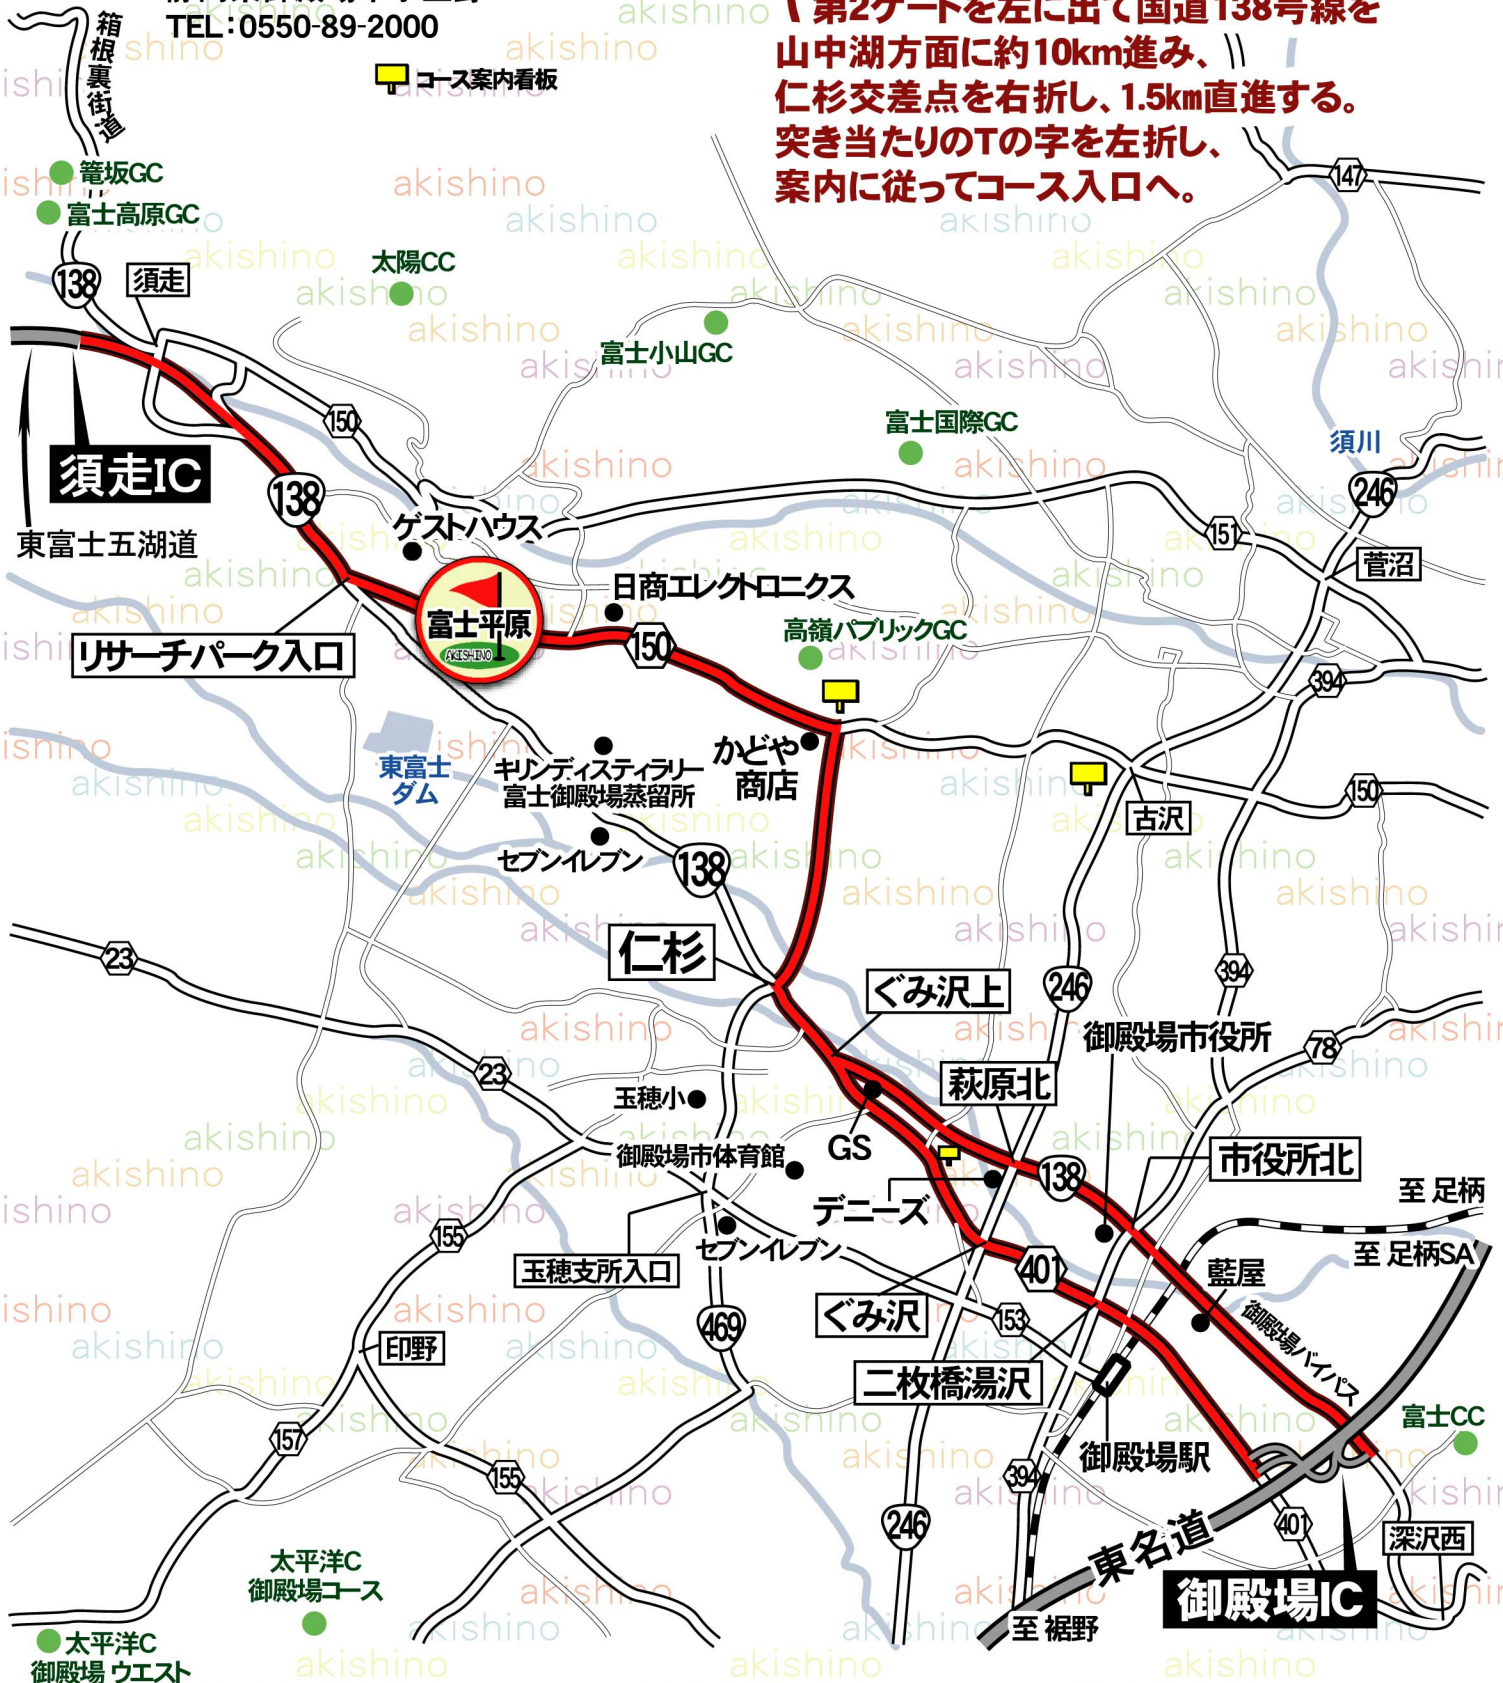 TEL：0550-89-2000
コース案内看板
第2ゲートを左に出て国道138号線を
山中湖方面に約10km進み、
仁杉交差点を右折し、1.5km直進する。
突き当たりのTの字を左折し、
案内に従ってコース入口へ。
箱根裏街道
籠坂GC
富士高原GC
138
須走
太陽CC
富士小山GC
147
150
富士国際GC
須川
246
須走IC
東富士五湖道
138
ゲストハウス
151
菅沼
富士平原
AKISHINO
日商エレクトロニクス
150
高嶺パブリックGC
リサーチパーク入口
394
東富士
ダム
キリンディスティラリー
富士御殿場蒸留所
かどや
商店
古沢
150
セブンイレブン
138
仁杉
23
ぐみ沢上
246
394
御殿場市役所
78
23
玉穂小
萩原北
GS
御殿場市体育館
138
市役所北
至 足柄
デニーズ
155
セブンイレブン
玉穂支所入口
401
藍屋
至 足柄SA
469
ぐみ沢
153
御殿場バイパス
印野
二枚橋湯沢
富士CC
157
155
394
御殿場駅
246
401
深沢西
東名道
御殿場IC
太平洋C
御殿場コース
至 裾野
太平洋C
御殿場 ウエスト
akishino